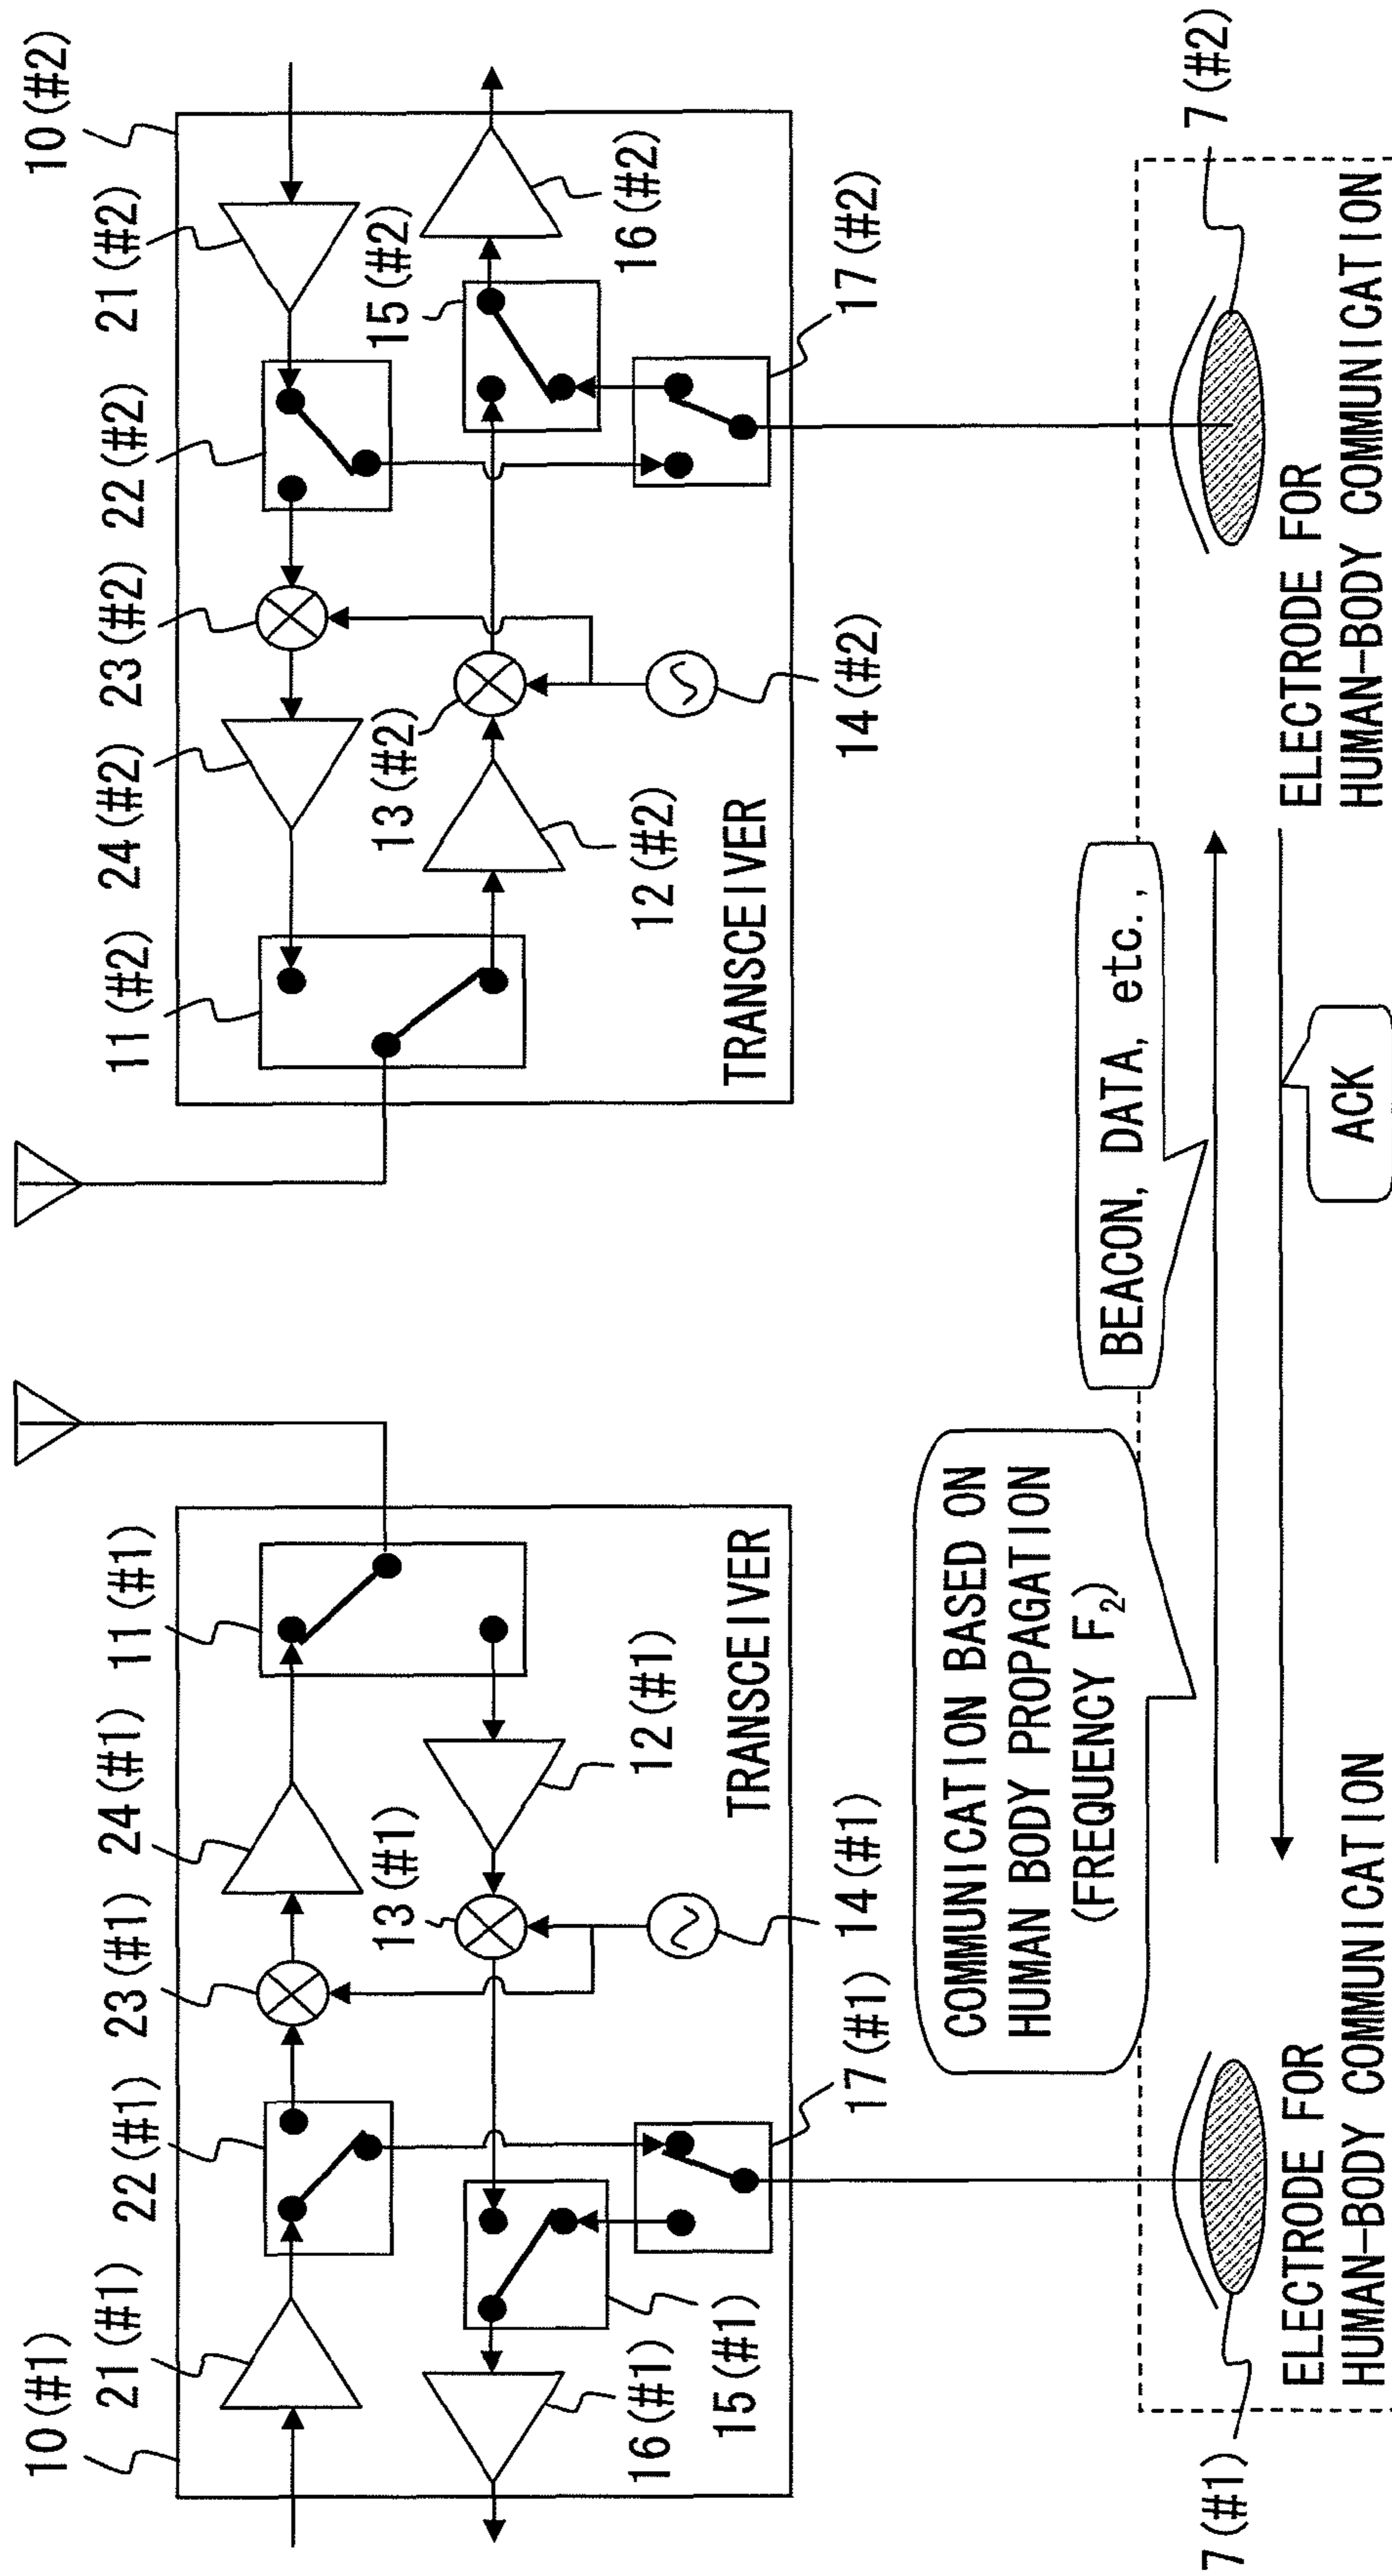 10(#1)
21(#1)
22(#1)
23(#1)
24(#1)
11(#1)
13(#1)
12(#1)
16(#1)
15(#1)
17(#1)
14(#1)
TRANSCEIVER
10(#2)
11(#2)
24(#2)
23(#2)
22(#2)
21(#2)
13(#2)
15(#2)
12(#2)
16(#2)
14(#2)
17(#2)
TRANSCEIVER
COMMUNICATION BASED ON
HUMAN BODY PROPAGATION
(FREQUENCY F₂)
BEACON, DATA, etc.,
ACK
7(#1)
ELECTRODE FOR
HUMAN-BODY COMMUNICATION
7(#2)
ELECTRODE FOR
HUMAN-BODY COMMUNICATION